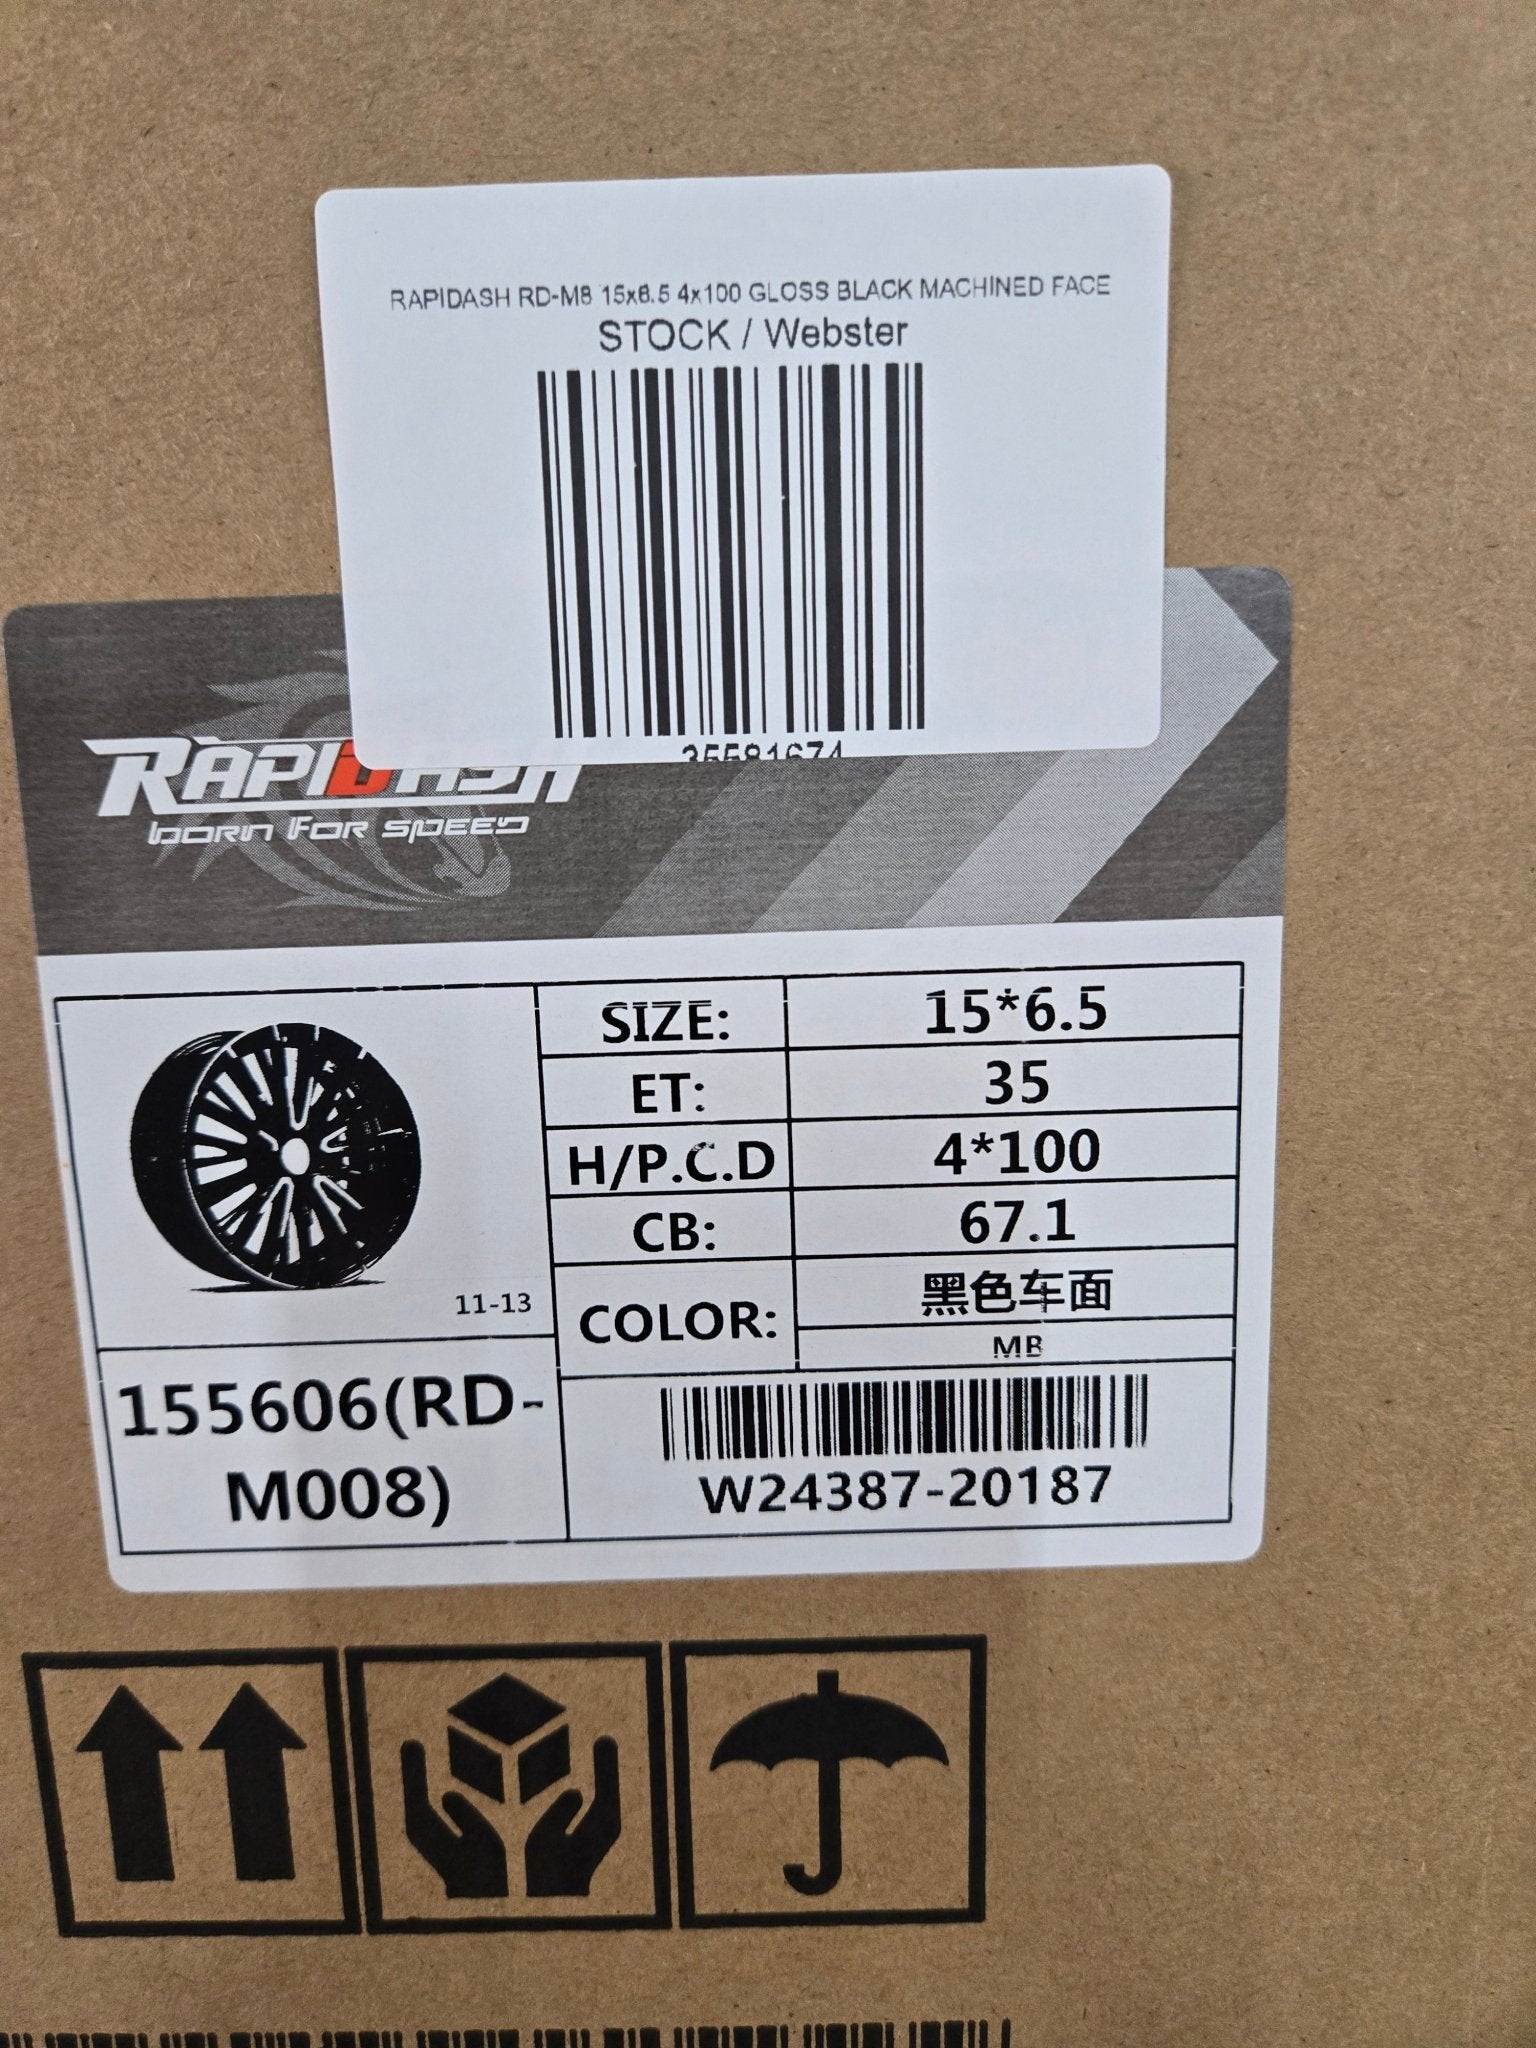 RAPIDASH RD-M8 15x6.5 4x100 GLOSS BLACK MACHINED FACE
STOCK / Webster
35581674
RAPIDASH
BORN FOR SPEED
SIZE: 15*6.5
ET: 35
H/P.C.D 4*100
CB: 67.1
COLOR: 黑色车面
MB
11-13
155606(RD-
M008)
W24387-20187